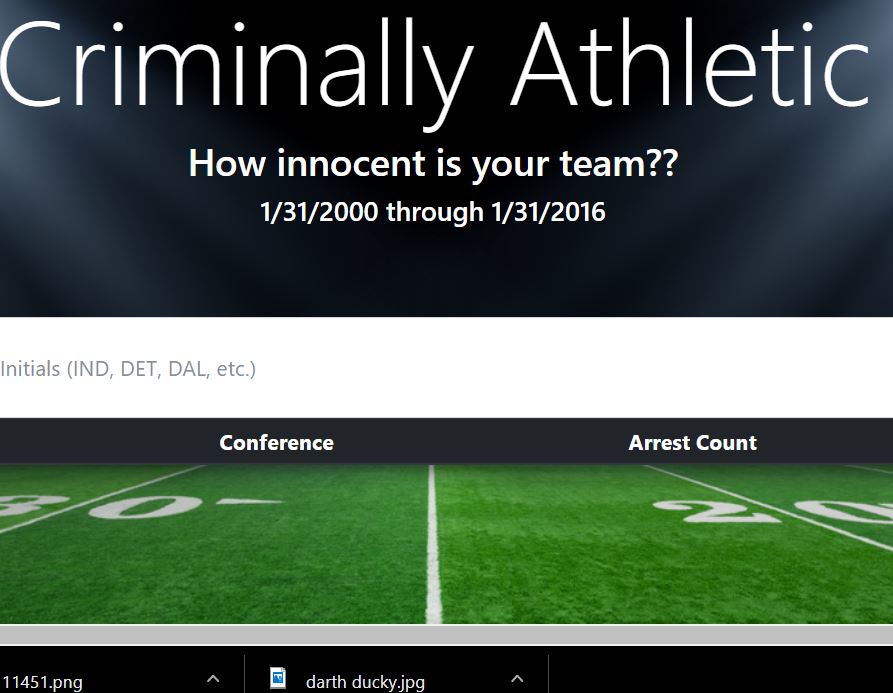 Criminally Athletic
How innocent is your team??
1/31/2000 through 1/31/2016
Initials (IND, DET, DAL, etc.)
Conference Arrest Count
30 20
11451.png darth ducky.jpg